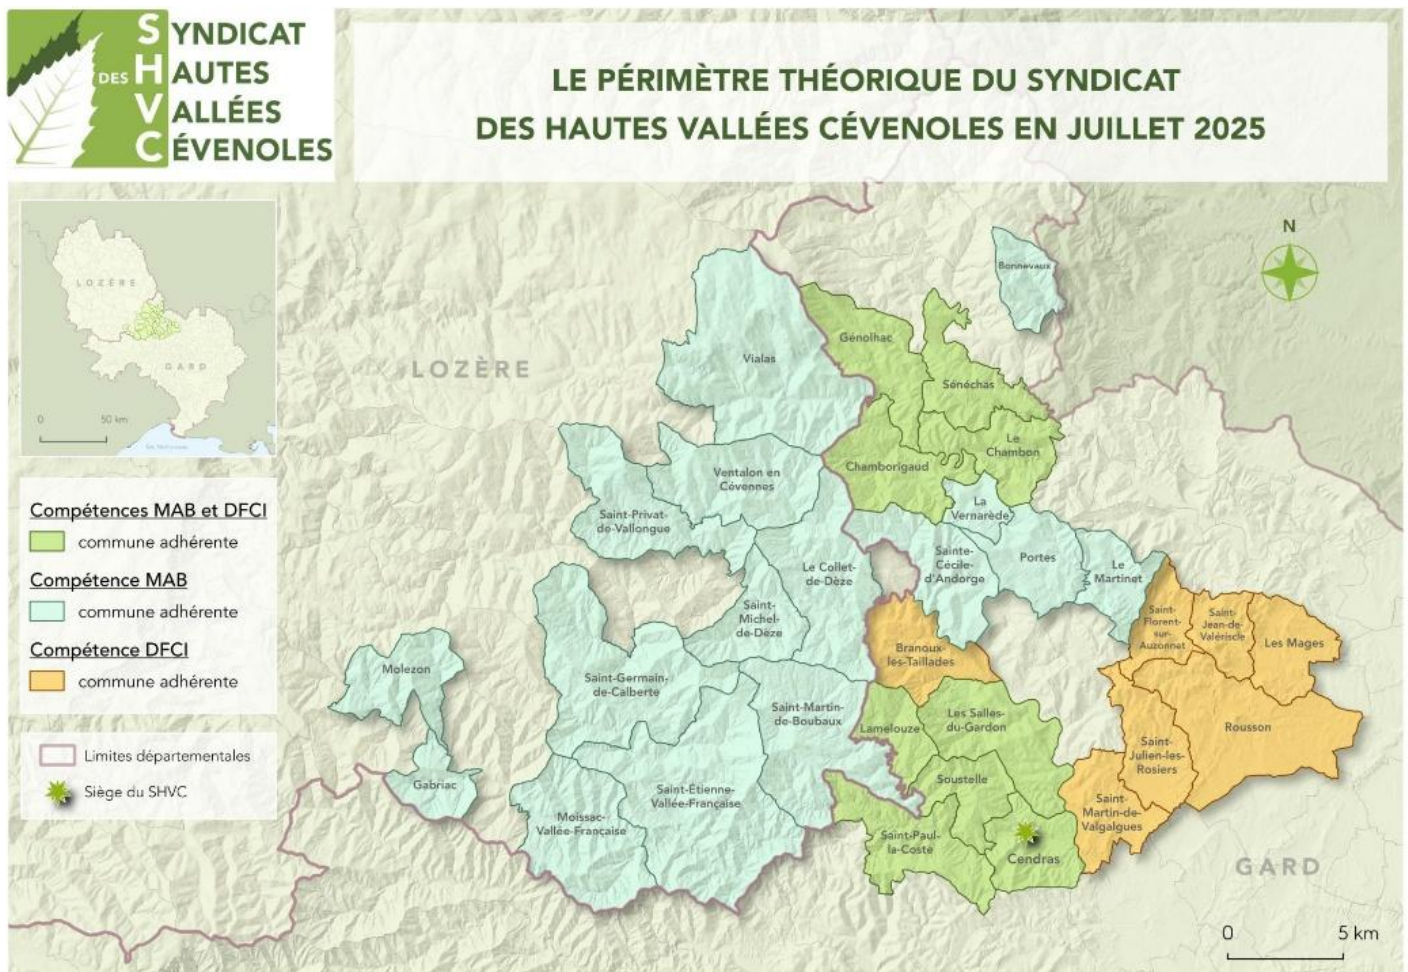 SYNDICAT
DES HAUTES
VALLÉES
CÉVENOLES
LE PÉRIMÈTRE THÉORIQUE DU SYNDICAT
DES HAUTES VALLÉES CÉVENOLES EN JUILLET 2025
LOZÈRE
GARD
0 50 km
Compétences MAB et DFCI
commune adhérente
Compétence MAB
commune adhérente
Compétence DFCI
commune adhérente
Limites départementales
Siège du SHVC
N
Bonnevaux
LOZÈRE
Vialas
Génolhac
Sénéchas
Le
Chambon
Chamborigaud
Ventalon en
Cévennes
Saint-Privat-
de-Vallongue
La
Vernarède
Sainte-
Cécile-
d'Andorge
Portes
Le
Martinet
Le Collet-
de-Dèze
Saint-
Michel-
de-Dèze
Saint-
Florent-
sur-
Auzonnet
Saint-
Jean-de-
Valériscle
Les Mages
Branoux-
les-Taillades
Molezon
Saint-Germain-
de-Calberte
Saint-Martin-
de-Boubaux
Lamelouze
Les Salles-
du-Gardon
Rousson
Saint-
Julien-les-
Rosiers
Gabriac
Saint-Étienne-
Vallée-Française
Soustelle
Moissac-
Vallée-Française
Saint-Paul-
la-Coste
Saint-
Martin-de-
Valgalgues
Cendras
GARD
0 5 km